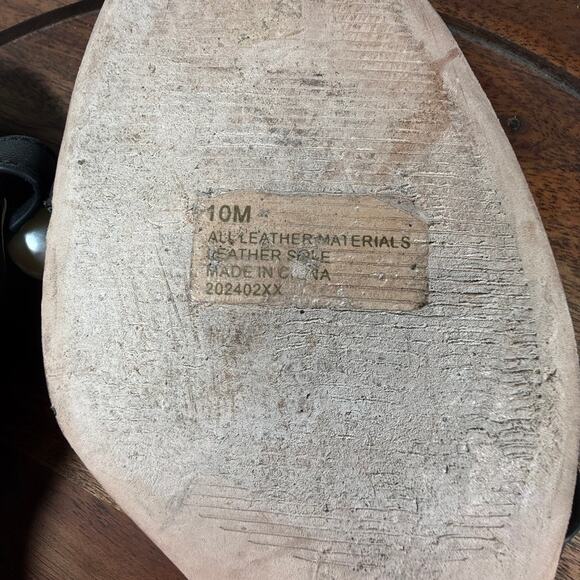 10M
ALL LEATHER MATERIALS
LEATHER SOLE
MADE IN CHINA
202402XX